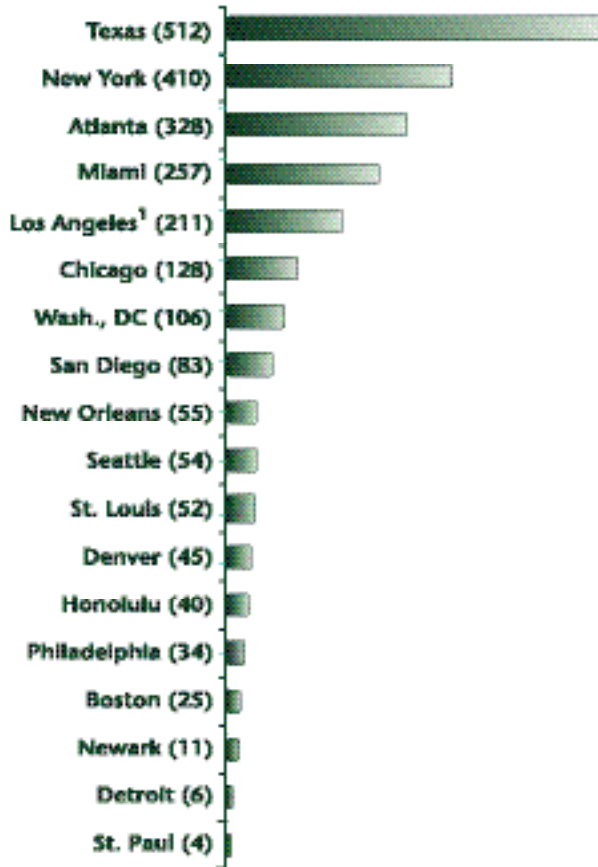 Texas (512)
New York (410)
Atlanta (328)
Miami (257)
Los Angeles¹ (211)
Chicago (128)
Wash., DC (106)
San Diego (83)
New Orleans (55)
Seattle (54)
St. Louis (52)
Denver (45)
Honolulu (40)
Philadelphia (34)
Boston (25)
Newark (11)
Detroit (6)
St. Paul (4)